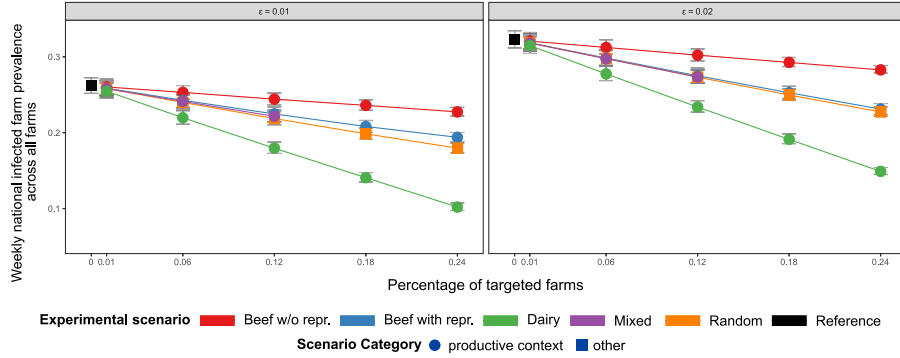 ε = 0.01
ε = 0.02
Weekly national infected farm prevalence
across all farms
0.3
0.2
0.1
0 0.01 0.06 0.12 0.18 0.24
0 0.01 0.06 0.12 0.18 0.24
Percentage of targeted farms
Experimental scenario Beef w/o repr. Beef with repr. Dairy Mixed Random Reference
Scenario Category productive context other